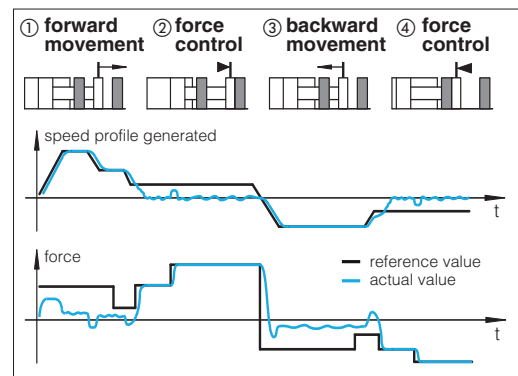 ① forward
movement
② force
control
③ backward
movement
④ force
control
speed profile generated
t
force
reference value
actual value
t